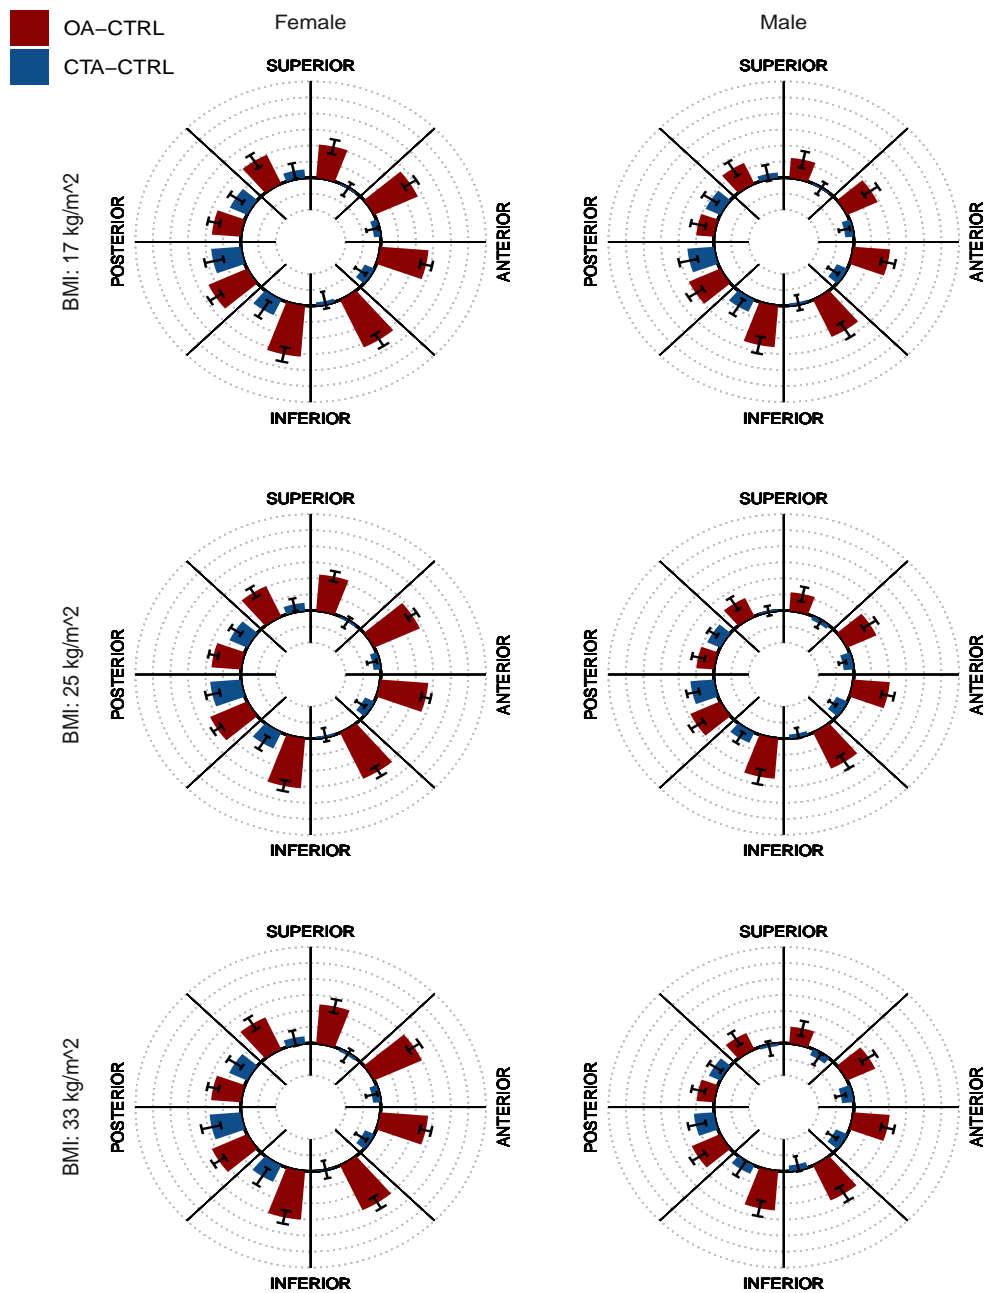 OA−CTRL
CTA−CTRL
Female
Male
BMI: 17 kg/m^2
SUPERIOR
POSTERIOR
ANTERIOR
INFERIOR
SUPERIOR
POSTERIOR
ANTERIOR
INFERIOR
BMI: 25 kg/m^2
SUPERIOR
POSTERIOR
ANTERIOR
INFERIOR
SUPERIOR
POSTERIOR
ANTERIOR
INFERIOR
BMI: 33 kg/m^2
SUPERIOR
POSTERIOR
ANTERIOR
INFERIOR
SUPERIOR
POSTERIOR
ANTERIOR
INFERIOR